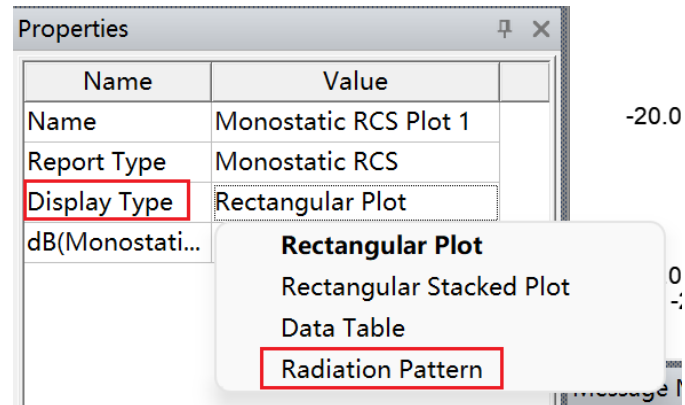 Properties
Name Value
Name Monostatic RCS Plot 1
-20.0
Report Type Monostatic RCS
Display Type Rectangular Plot
dB(Monostati...
Rectangular Plot
Rectangular Stacked Plot
Data Table
Radiation Pattern